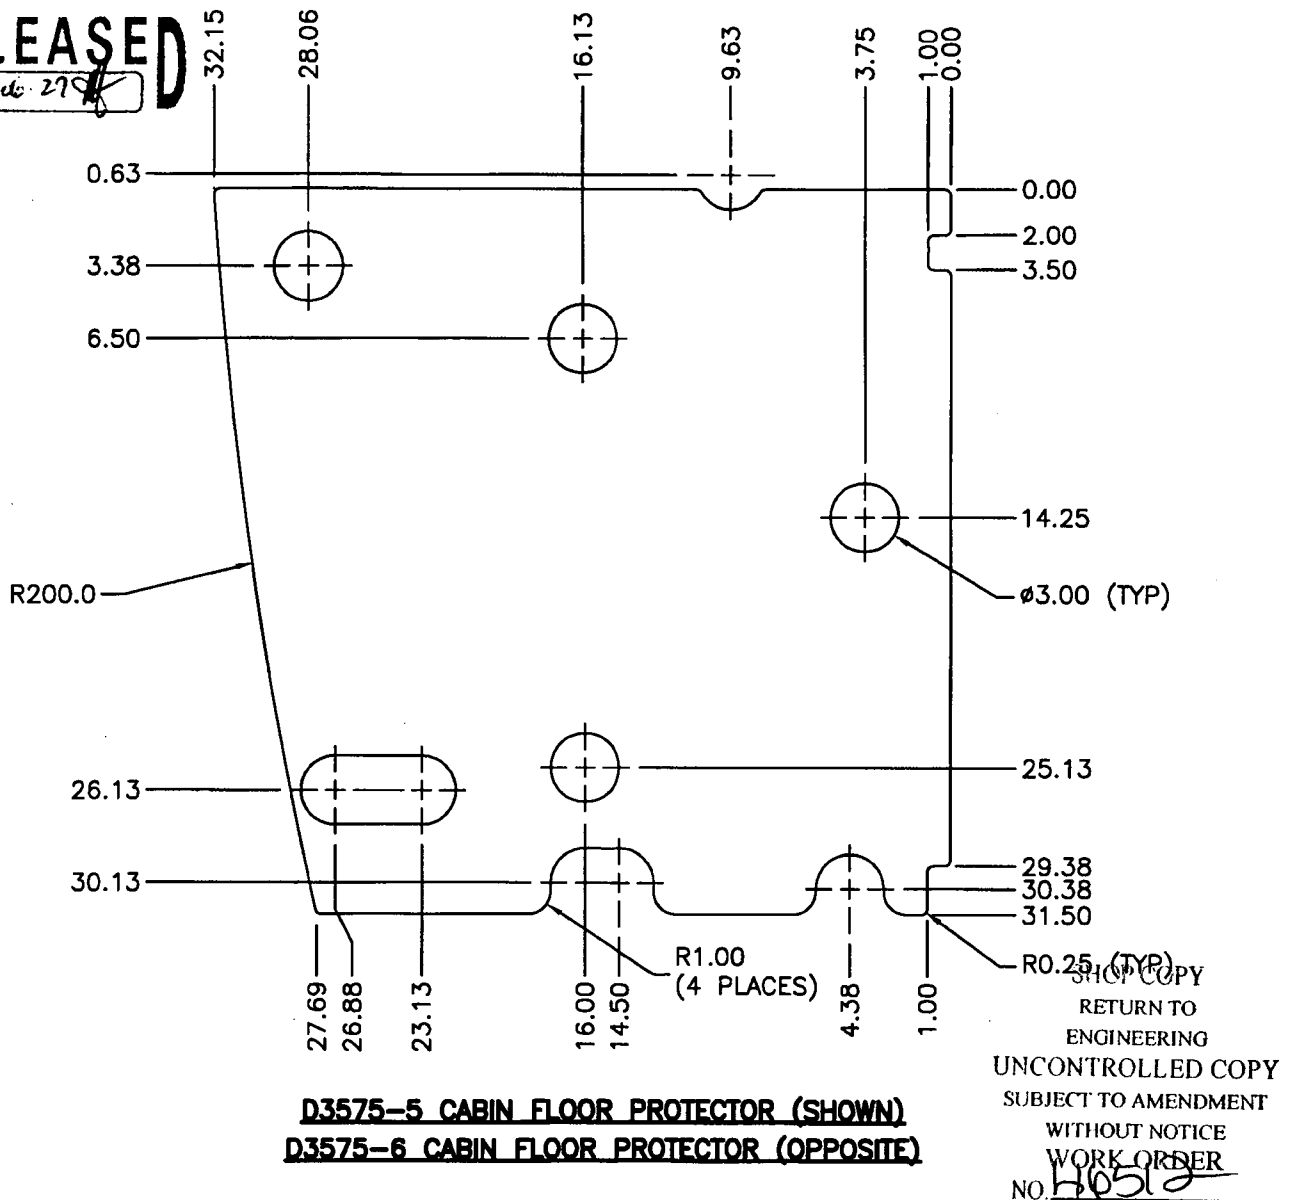 32.15
28.06
16.13
9.63
3.75
1.00
0.00
0.63
3.38
6.50
0.00
2.00
3.50
14.25
R200.0
ø3.00 (TYP)
26.13
30.13
25.13
29.38
30.38
31.50
R1.00
(4 PLACES)
R0.25 (TYP)
27.69
26.88
23.13
16.00
14.50
4.38
1.00
SHOP COPY
RETURN TO
ENGINEERING
UNCONTROLLED COPY
SUBJECT TO AMENDMENT
WITHOUT NOTICE
WORK ORDER
NO.
D3575-5 CABIN FLOOR PROTECTOR (SHOWN)
D3575-6 CABIN FLOOR PROTECTOR (OPPOSITE)